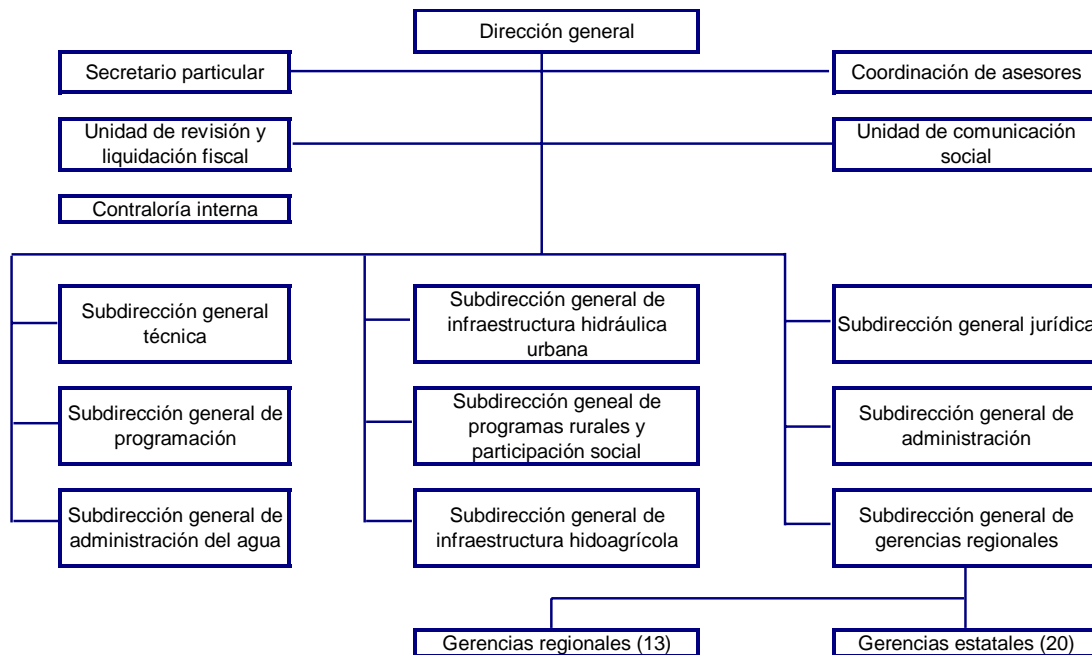 Dirección general
Secretario particular
Coordinación de asesores
Unidad de revisión y
liquidación fiscal
Unidad de comunicación
social
Contraloría interna
Subdirección general
técnica
Subdirección general de
infraestructura hidráulica
urbana
Subdirección general jurídica
Subdirección general de
programación
Subdirección geneal de
programas rurales y
participación social
Subdirección general de
administración
Subdirección general de
administración del agua
Subdirección general de
infraestructura hidoagrícola
Subdirección general de
gerencias regionales
Gerencias regionales (13)
Gerencias estatales (20)